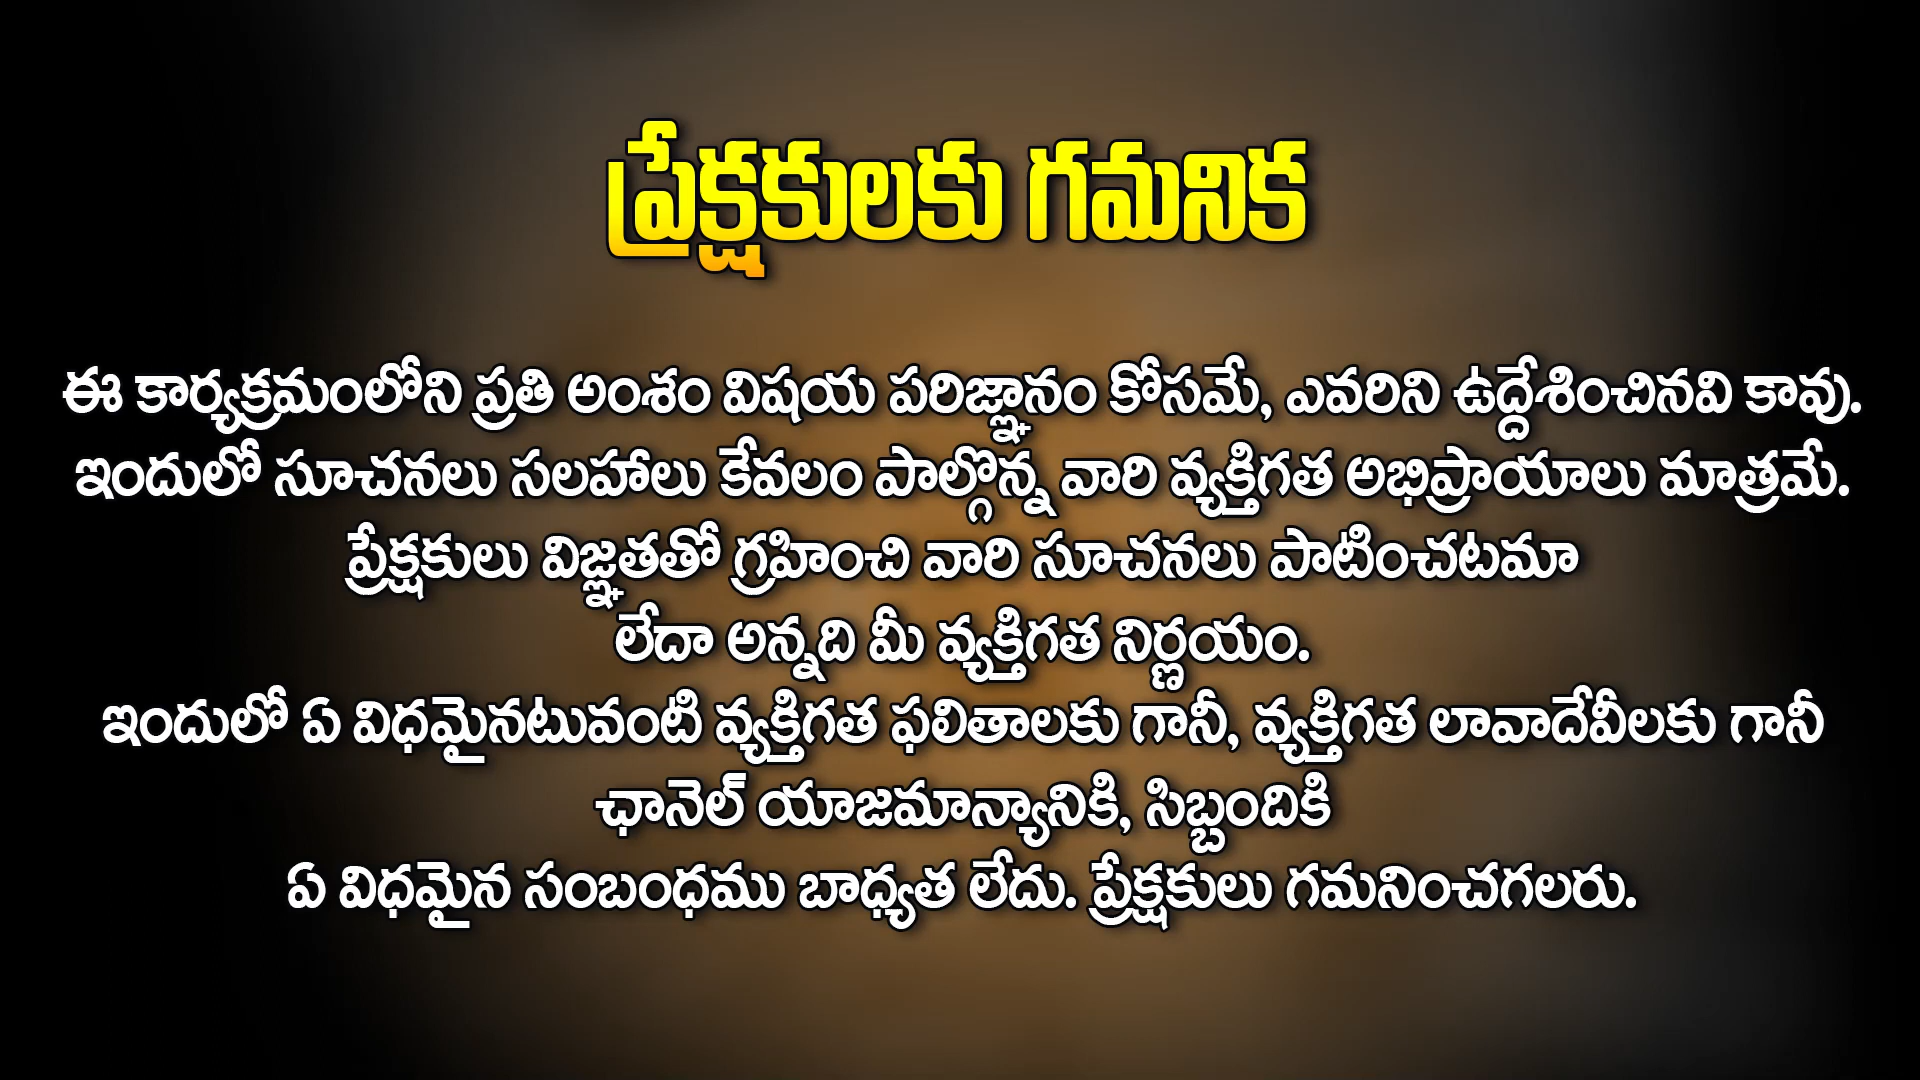 ప్రేక్షకులకు గమనిక
ఈ కార్యక్రమంలోని ప్రతి అంశం విషయ పరిజ్ఞానం కోసమే, ఎవరిని ఉద్దేశించినవి కావు.
ఇందులో సూచనలు సలహాలు కేవలం పాల్గొన్న వారి వ్యక్తిగత అభిప్రాయాలు మాత్రమే.
ప్రేక్షకులు విజ్ఞతతో గ్రహించి వారి సూచనలు పాటించటమా
లేదా అన్నది మీ వ్యక్తిగత నిర్ణయం.
ఇందులో ఏ విధమైనటువంటి వ్యక్తిగత ఫలితాలకు గానీ, వ్యక్తిగత లావాదేవీలకు గానీ
ఛానెల్ యాజమాన్యానికి, సిబ్బందికి
ఏ విధమైన సంబంధము బాధ్యత లేదు. ప్రేక్షకులు గమనించగలరు.